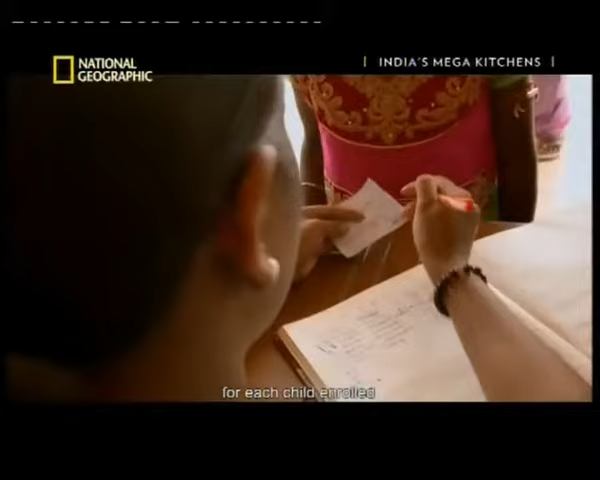 NATIONAL
GEOGRAPHIC
| INDIA'S MEGA KITCHENS |
for each child enrolled